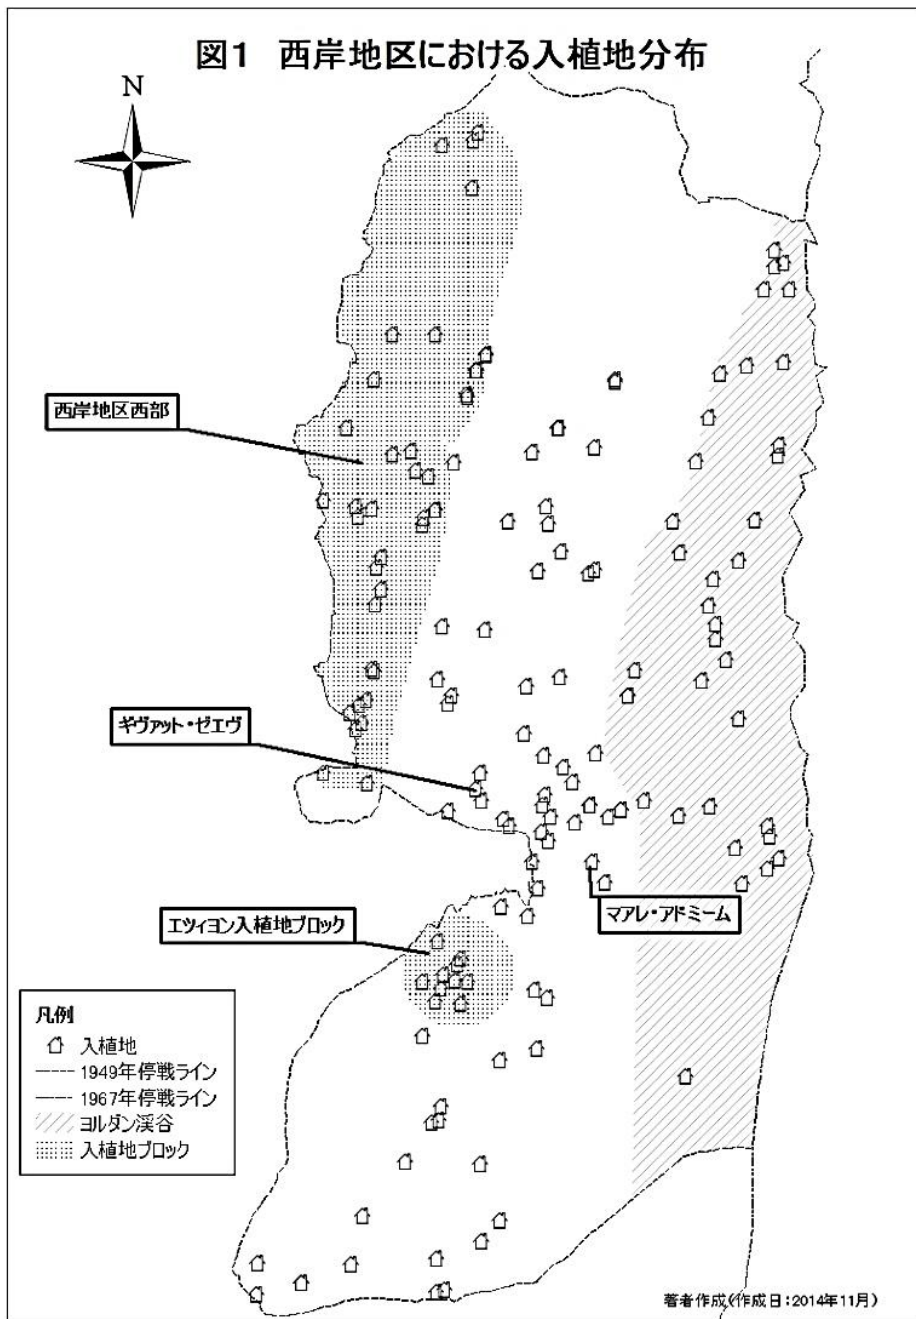 図1 西岸地区における入植地分布
N
西岸地区西部
ギヴァット・ゼエヴ
マアレ・アドミーム
エツィヨン入植地ブロック
凡例
入植地
1949年停戦ライン
1967年停戦ライン
ヨルダン渓谷
入植地ブロック
著者作成(作成日:2014年11月)